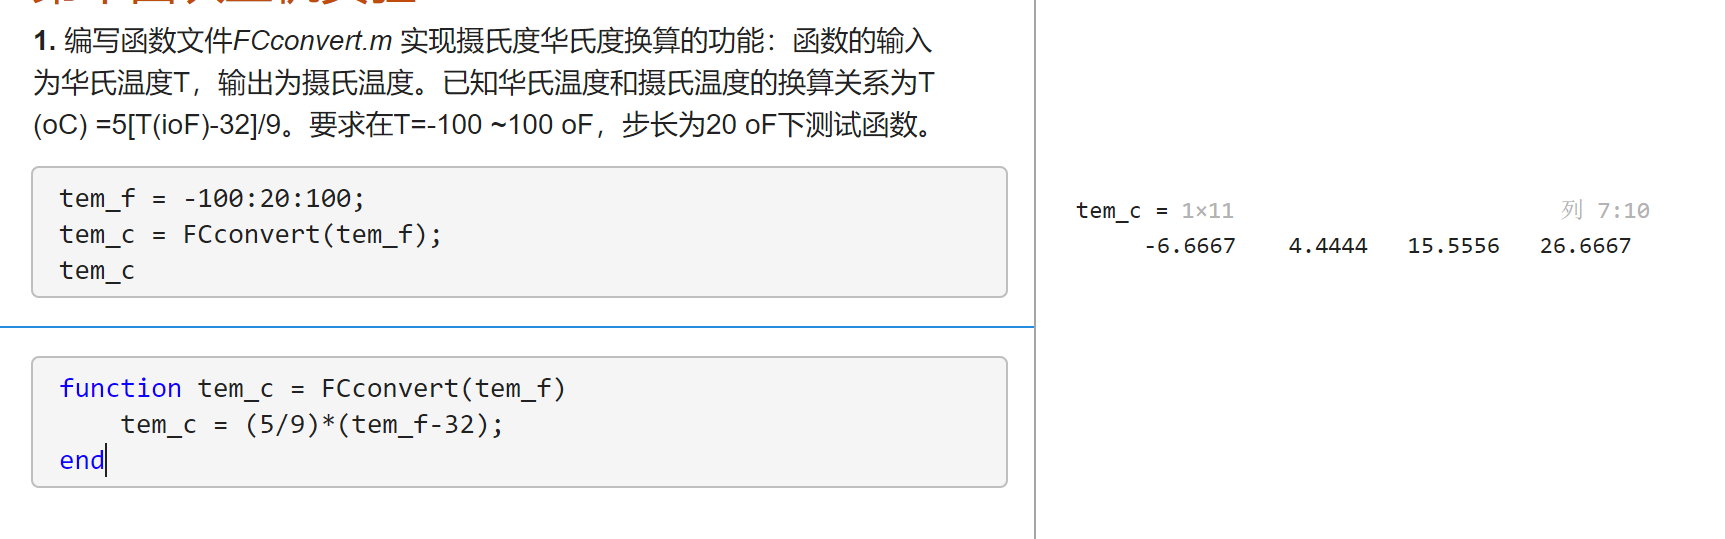 1. 编写函数文件FCconvert.m 实现摄氏度华氏度换算的功能：函数的输入
为华氏温度T，输出为摄氏温度。已知华氏温度和摄氏温度的换算关系为T
(oC) =5[T(ioF)-32]/9。要求在T=-100 ~100 oF，步长为20 oF下测试函数。
tem_f = -100:20:100;
tem_c = FCconvert(tem_f);
tem_c
function tem_c = FCconvert(tem_f)
tem_c = (5/9)*(tem_f-32);
end
tem_c = 1×11 列 7:10
-6.6667 4.4444 15.5556 26.6667